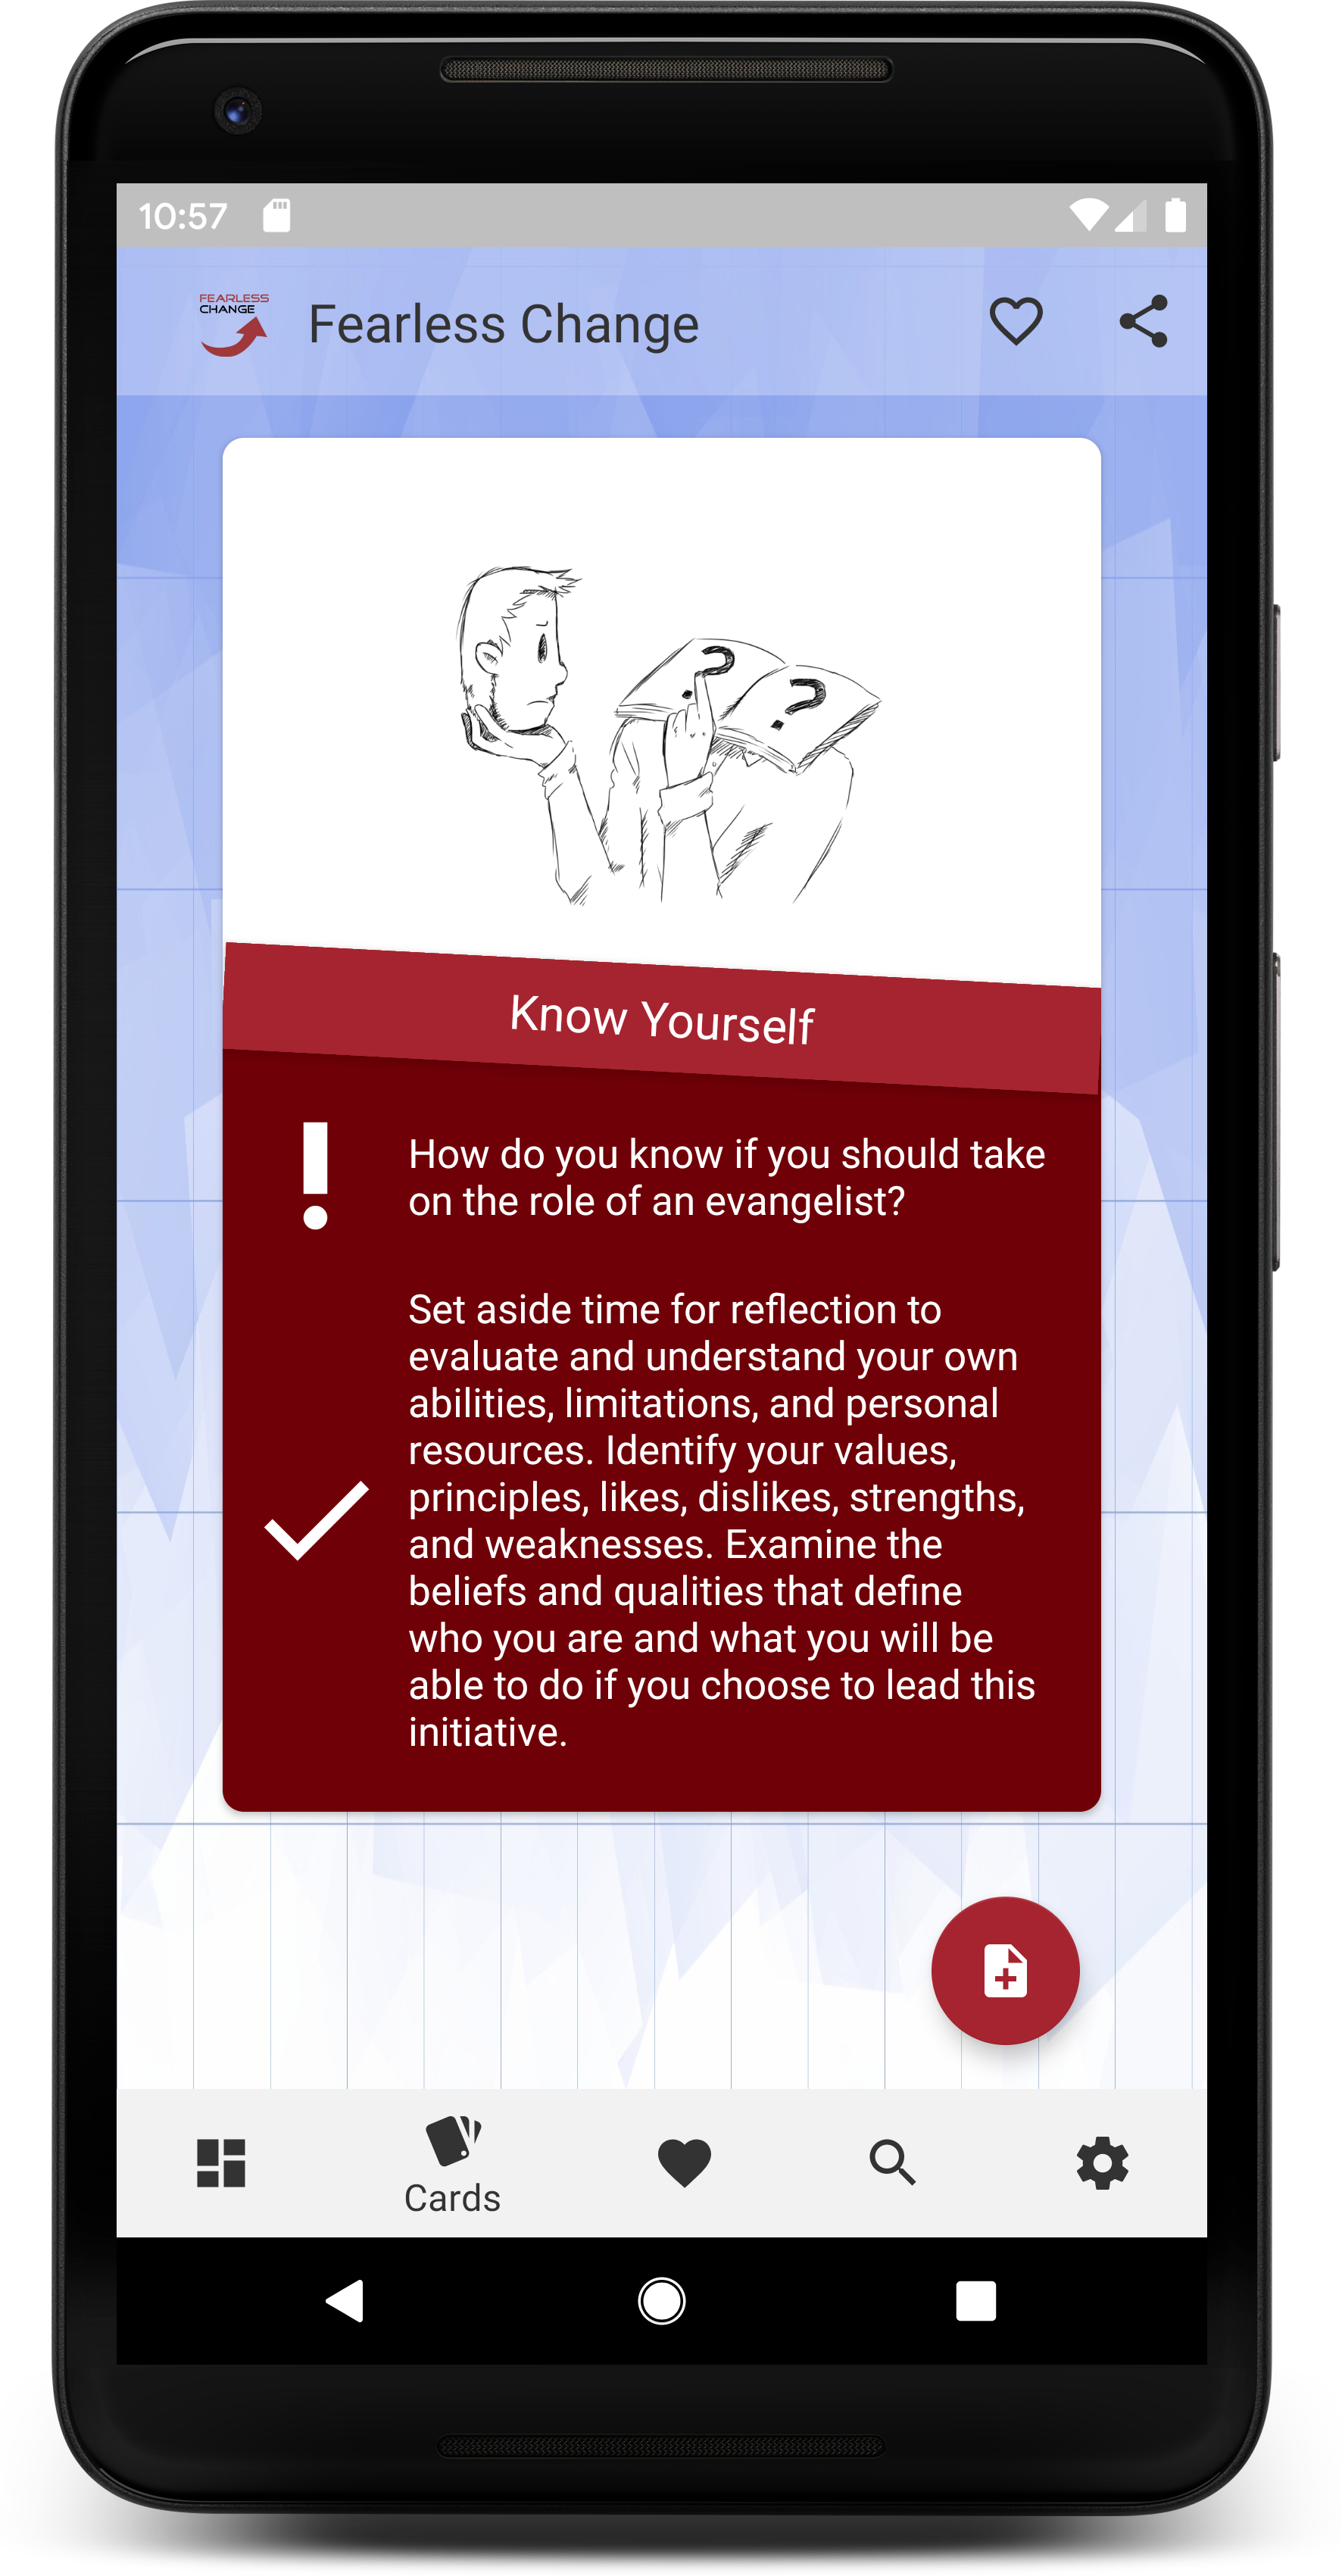 10:57
FEARLESS
CHANGE
Fearless Change
? ?
Know Yourself
How do you know if you should take
on the role of an evangelist?
Set aside time for reflection to
evaluate and understand your own
abilities, limitations, and personal
resources. Identify your values,
principles, likes, dislikes, strengths,
and weaknesses. Examine the
beliefs and qualities that define
who you are and what you will be
able to do if you choose to lead this
initiative.
Cards